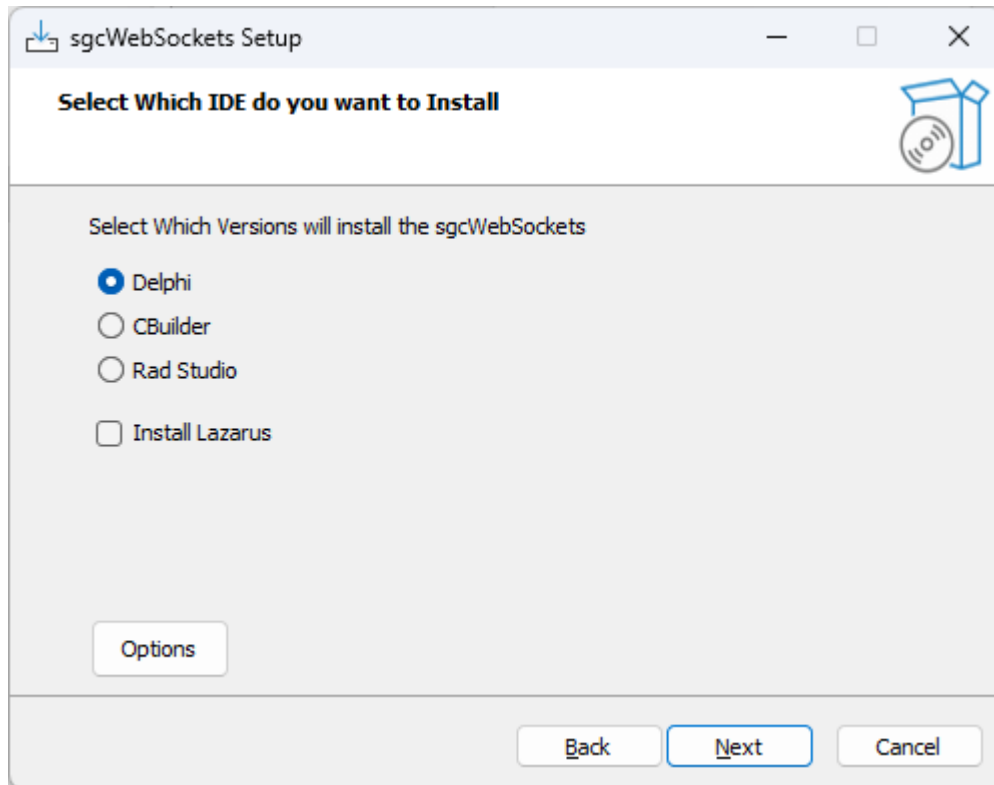 sgcWebSockets Setup
Select Which IDE do you want to Install
Select Which Versions will install the sgcWebSockets
Delphi
CBuilder
Rad Studio
Install Lazarus
Options
Back Next Cancel